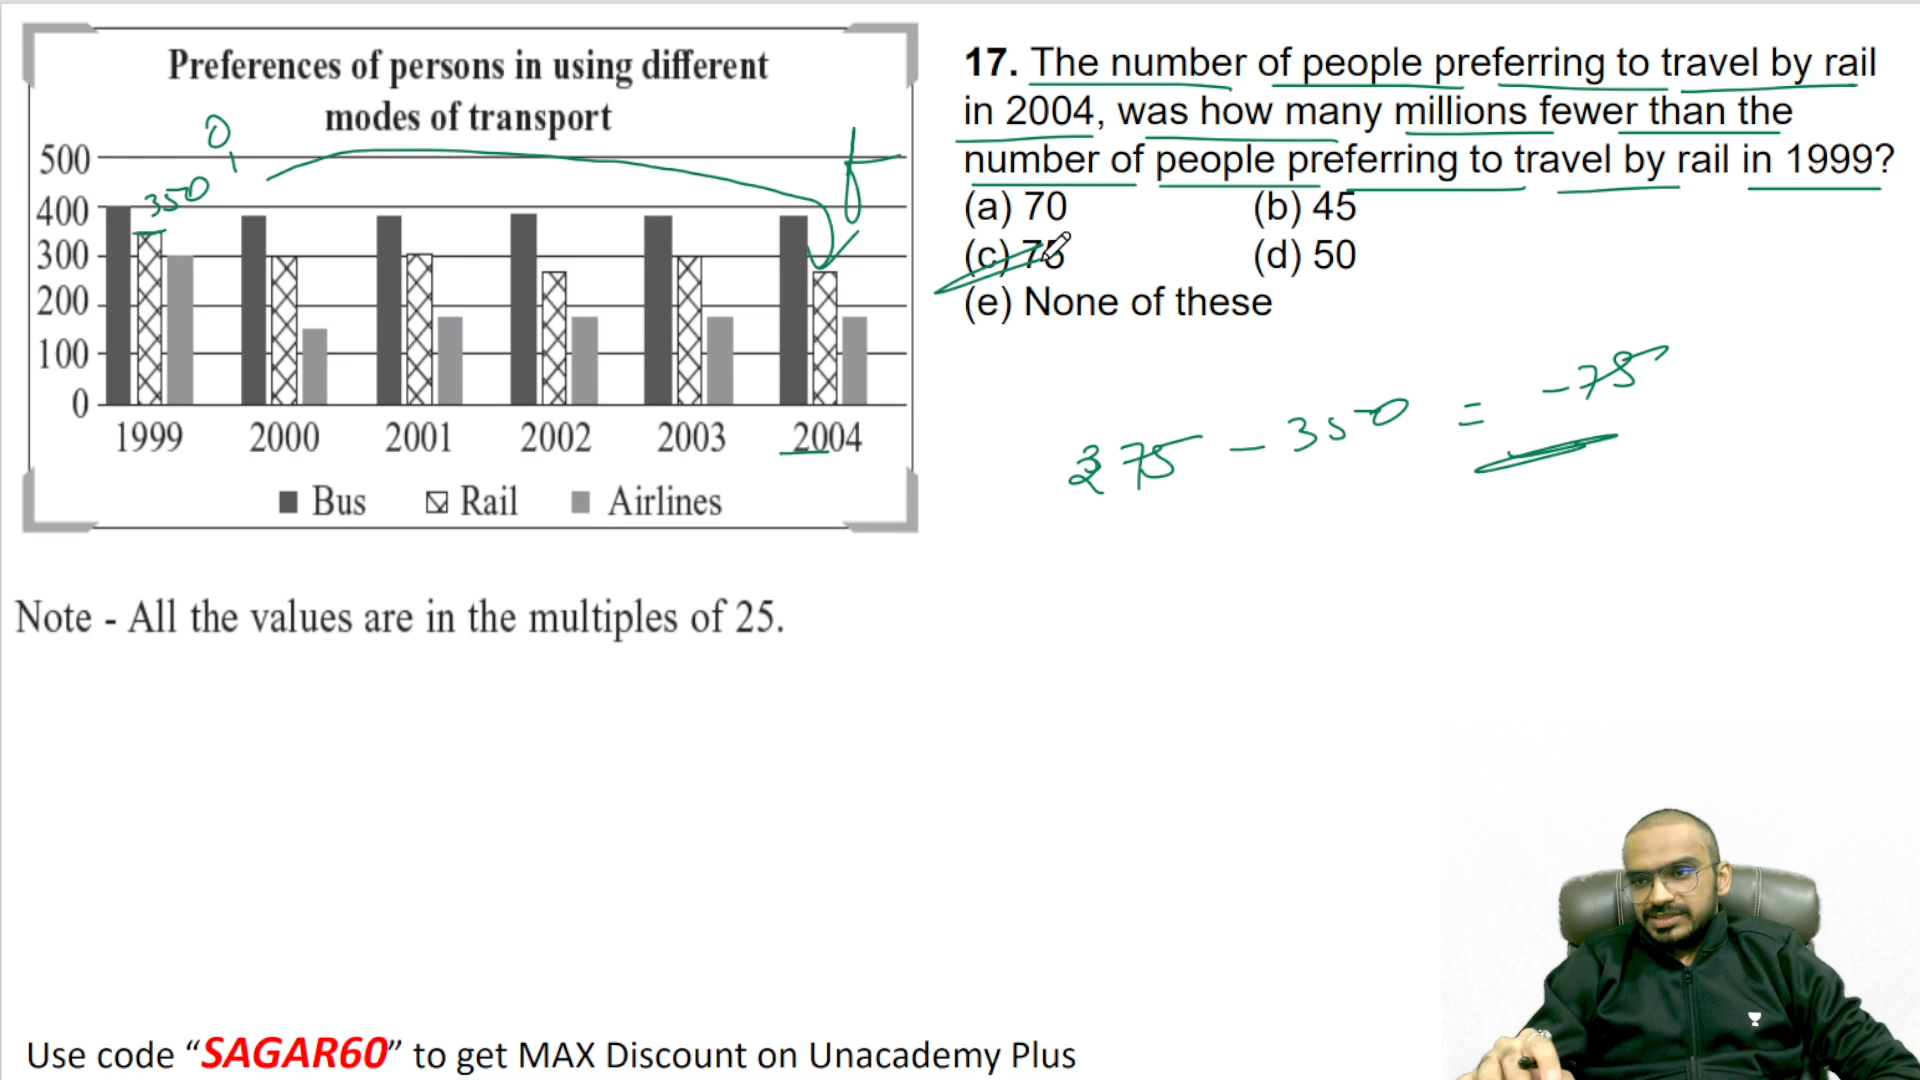 Preferences of persons in using different
modes of transport
500
400
300
200
100
0
350
1999 2000 2001 2002 2003 2004
Bus Rail Airlines
Note - All the values are in the multiples of 25.
17. The number of people preferring to travel by rail
in 2004, was how many millions fewer than the
number of people preferring to travel by rail in 1999?
(a) 70 (b) 45
(c) 75 (d) 50
(e) None of these
275 - 350 = -75
Use code “SAGAR60” to get MAX Discount on Unacademy Plus